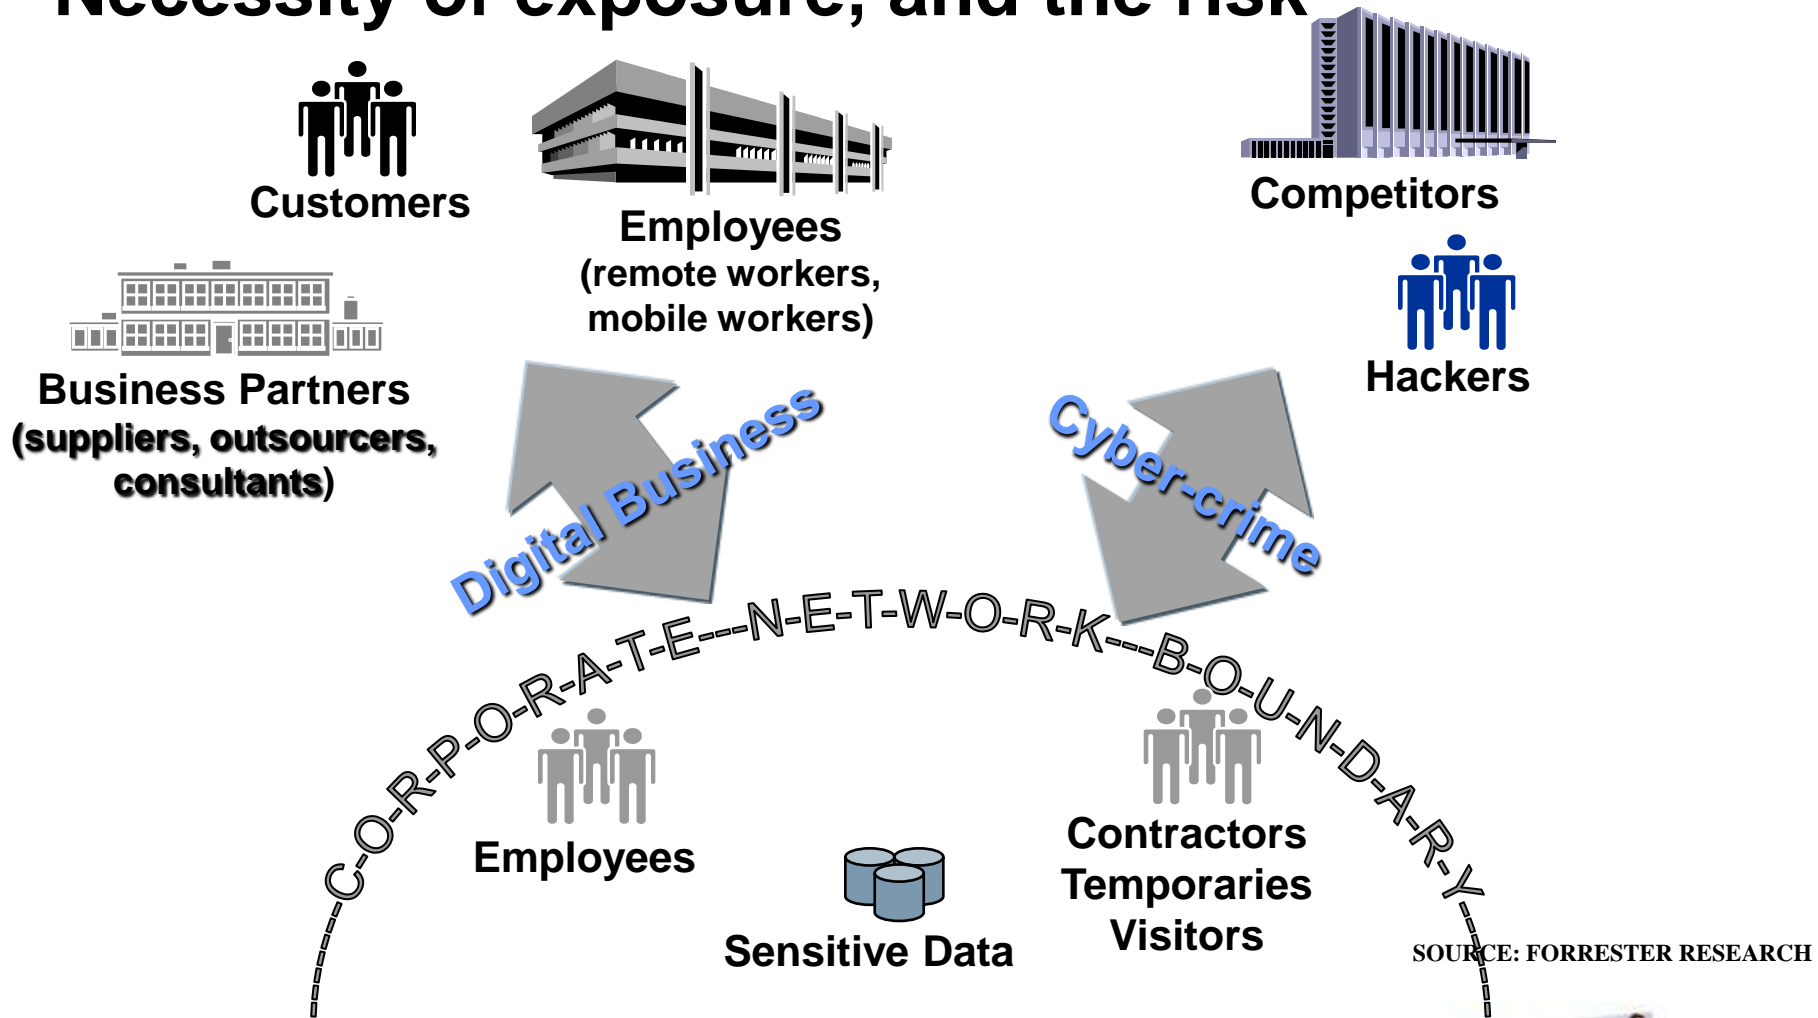 Necessity of exposure, and the risk
Customers
Employees
(remote workers,
mobile workers)
Competitors
Hackers
Business Partners
(suppliers, outsourcers,
consultants)
Digital Business
Cyber-crime
C-O-R-P-O-R-A-T-E---N-E-T-W-O-R-K---B-O-U-N-D-A-R-Y
Employees
Sensitive Data
Contractors
Temporaries
Visitors
SOURCE: FORRESTER RESEARCH